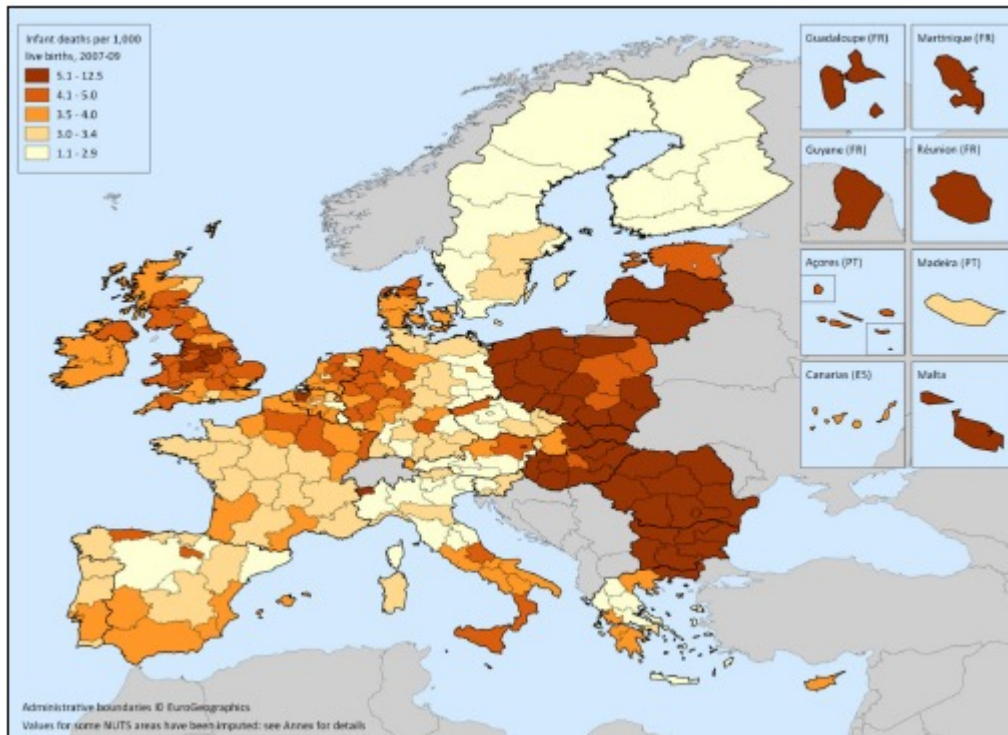 Infant deaths per 1,000
live births, 2007-09
5.1 - 12.5
4.1 - 5.0
3.5 - 4.0
3.0 - 3.4
1.1 - 2.9
Guadaloupe (FR)
Martinique (FR)
Guyane (FR)
Réunion (FR)
Açores (PT)
Madeira (PT)
Canarias (ES)
Malta
Administrative boundaries © EuroGeographics
Values for some NUTS areas have been imputed: see Annex for details